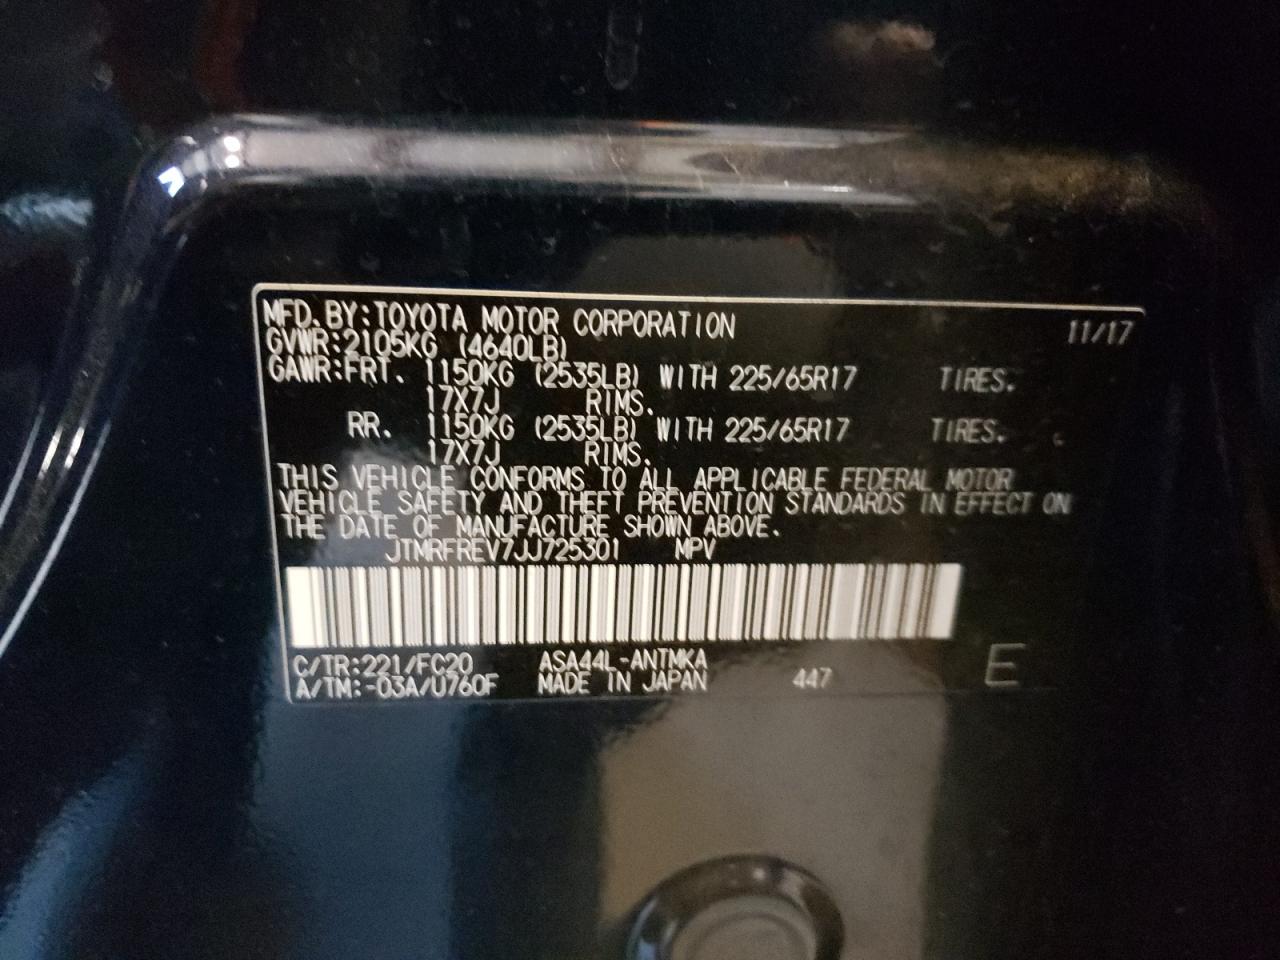 MFD. BY: TOYOTA MOTOR CORPORATION 11/17
GVWR: 2105KG (4640LB)
GAWR: FRT. 1150KG (2535LB) WITH 225/65R17 TIRES.
17X7J RIMS.
RR. 1150KG (2535LB) WITH 225/65R17 TIRES.
17X7J RIMS.
THIS VEHICLE CONFORMS TO ALL APPLICABLE FEDERAL MOTOR
VEHICLE SAFETY AND THEFT PREVENTION STANDARDS IN EFFECT ON
THE DATE OF MANUFACTURE SHOWN ABOVE.
JTMRFREV7JJ725301 MPV
C/TR: 221/FC20 ASA44L-ANTMKA
A/TM: -03A/U760F MADE IN JAPAN 447 E